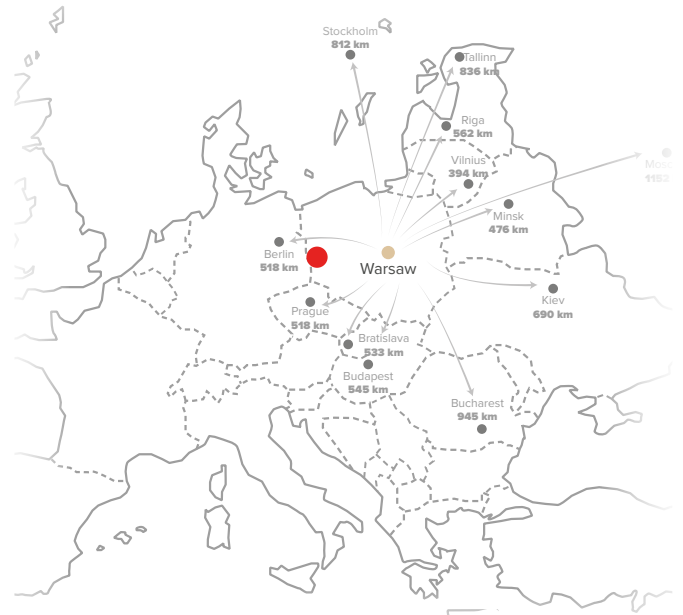 Stockholm
812 km
Tallinn
836 km
Riga
562 km
Vilnius
394 km
1152
Minsk
476 km
Berlin
518 km
Warsaw
Kiev
690 km
Prague
518 km
Bratislava
533 km
Budapest
545 km
Bucharest
945 km